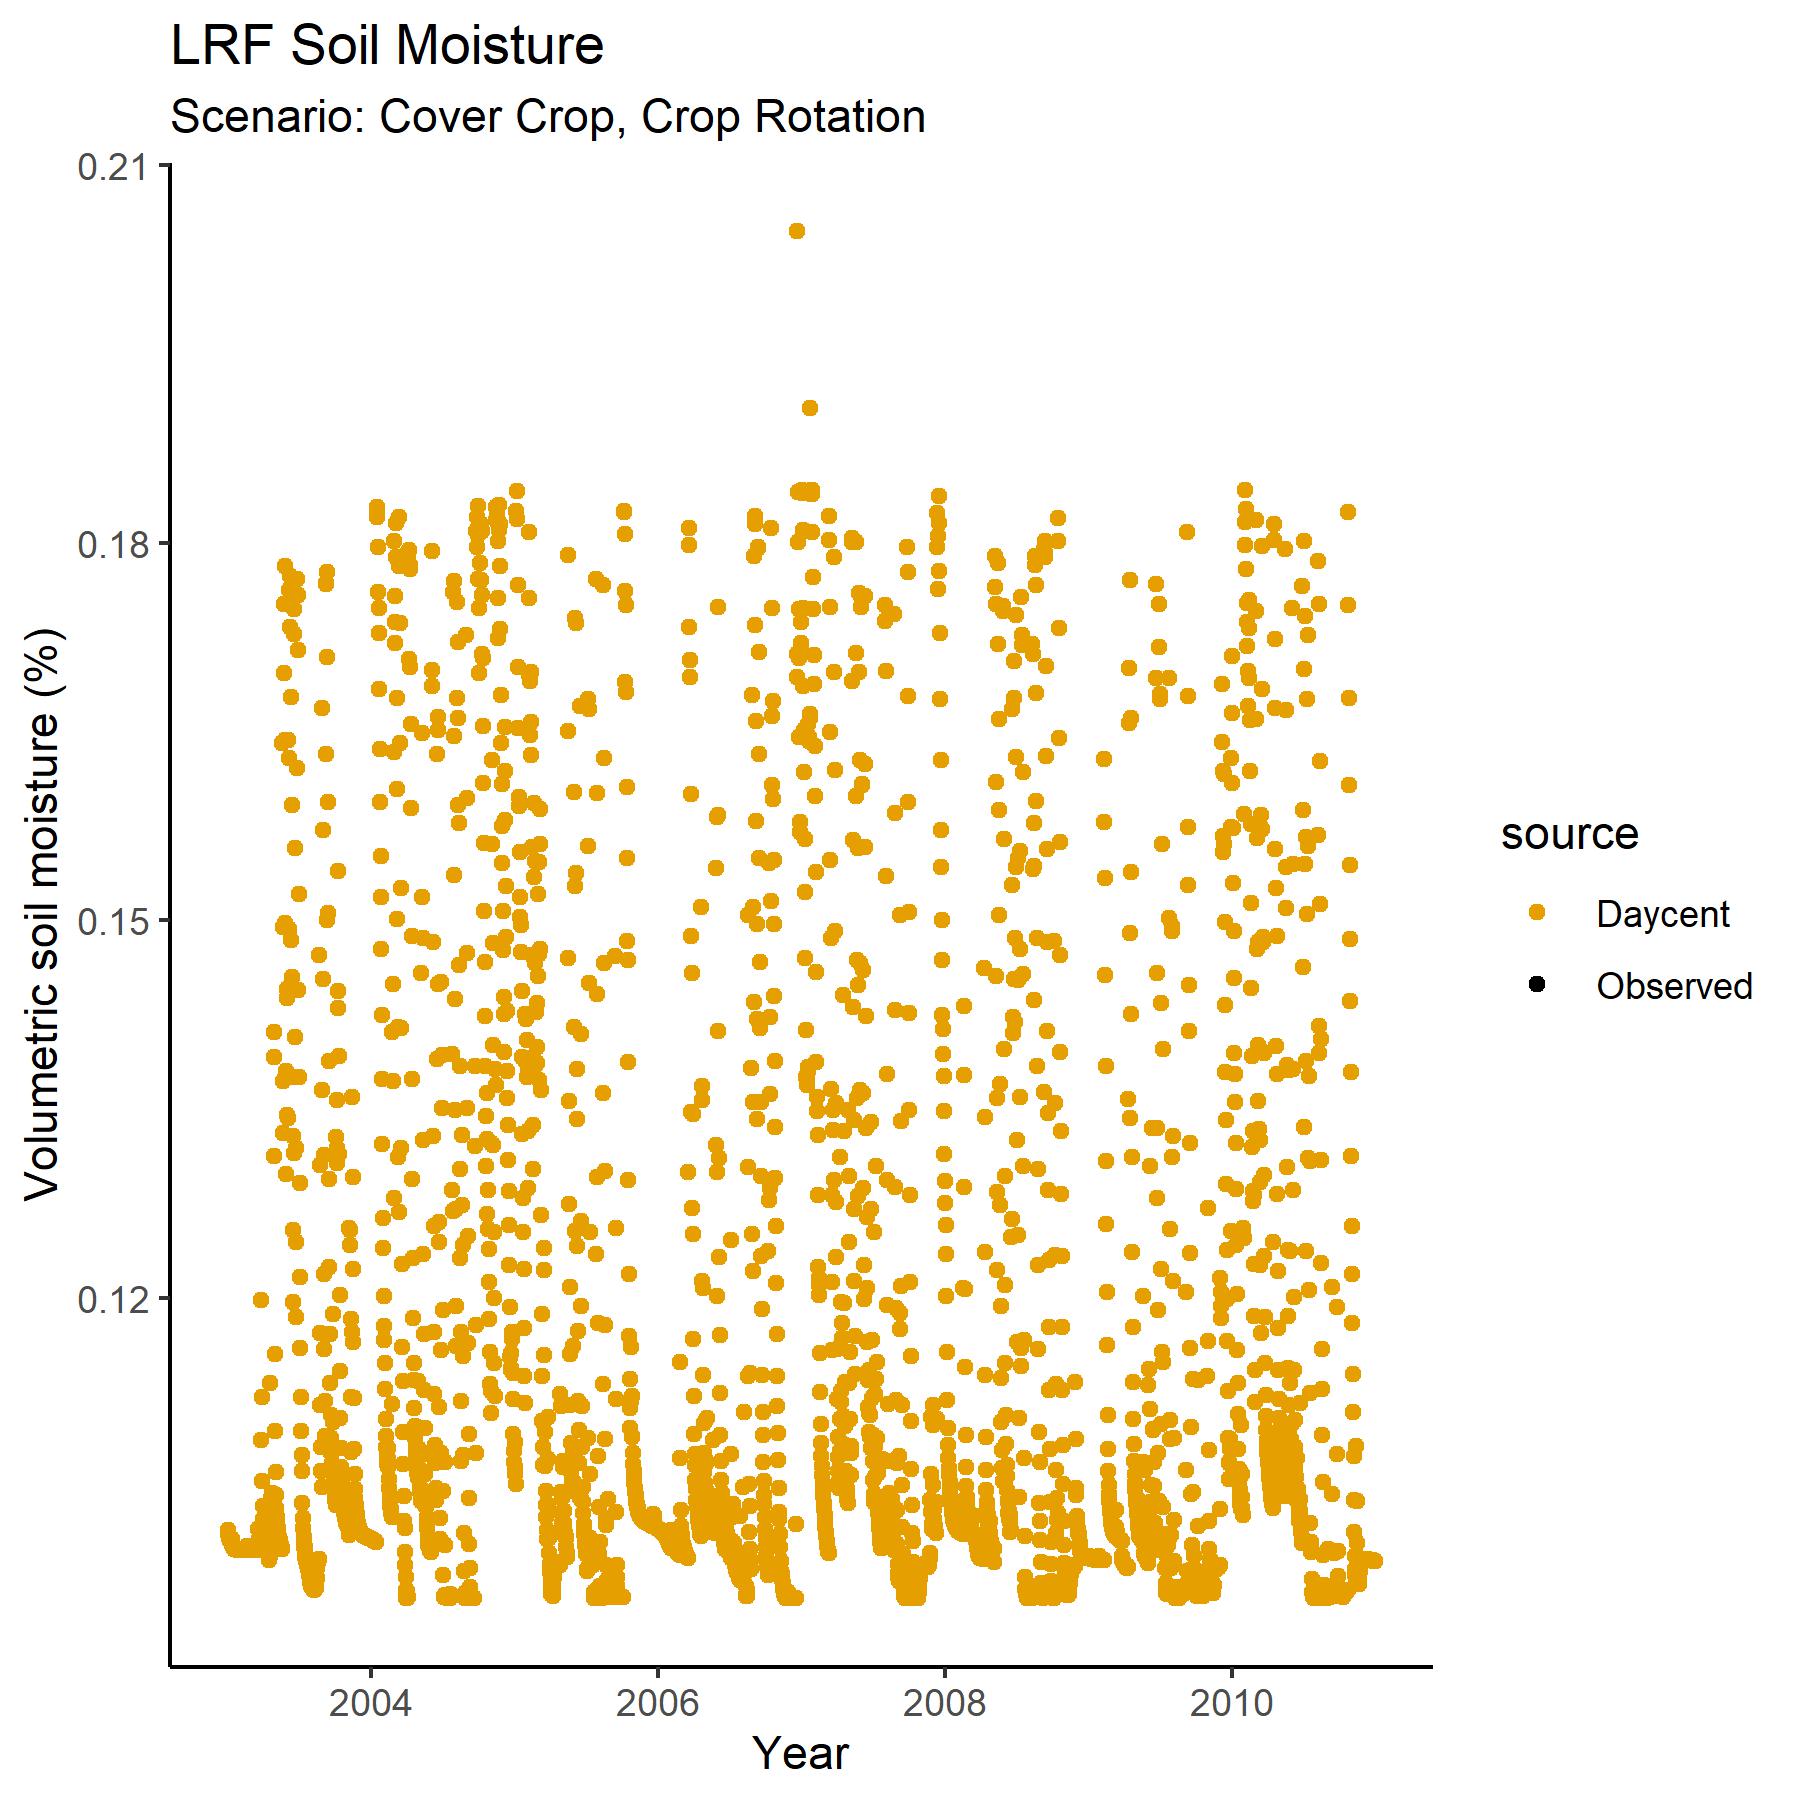 LRF Soil Moisture
Scenario: Cover Crop, Crop Rotation
Volumetric soil moisture (%)
0.21
0.18
0.15
0.12
2004 2006 2008 2010
Year
source
Daycent
Observed